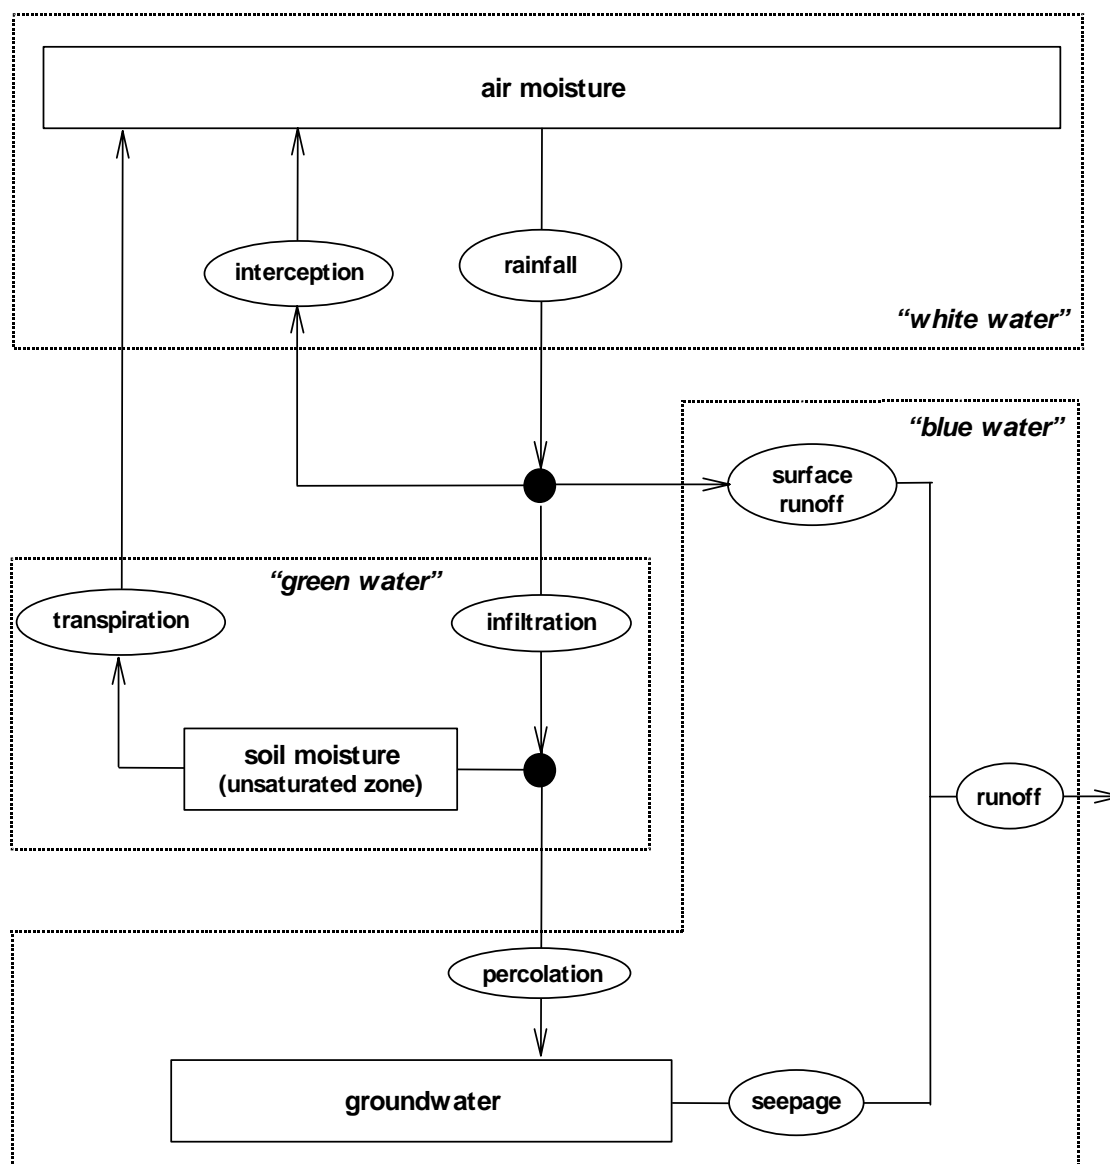 air moisture
interception
rainfall
“white water”
“blue water”
surface
runoff
“green water”
transpiration
infiltration
soil moisture
(unsaturated zone)
runoff
percolation
groundwater
seepage